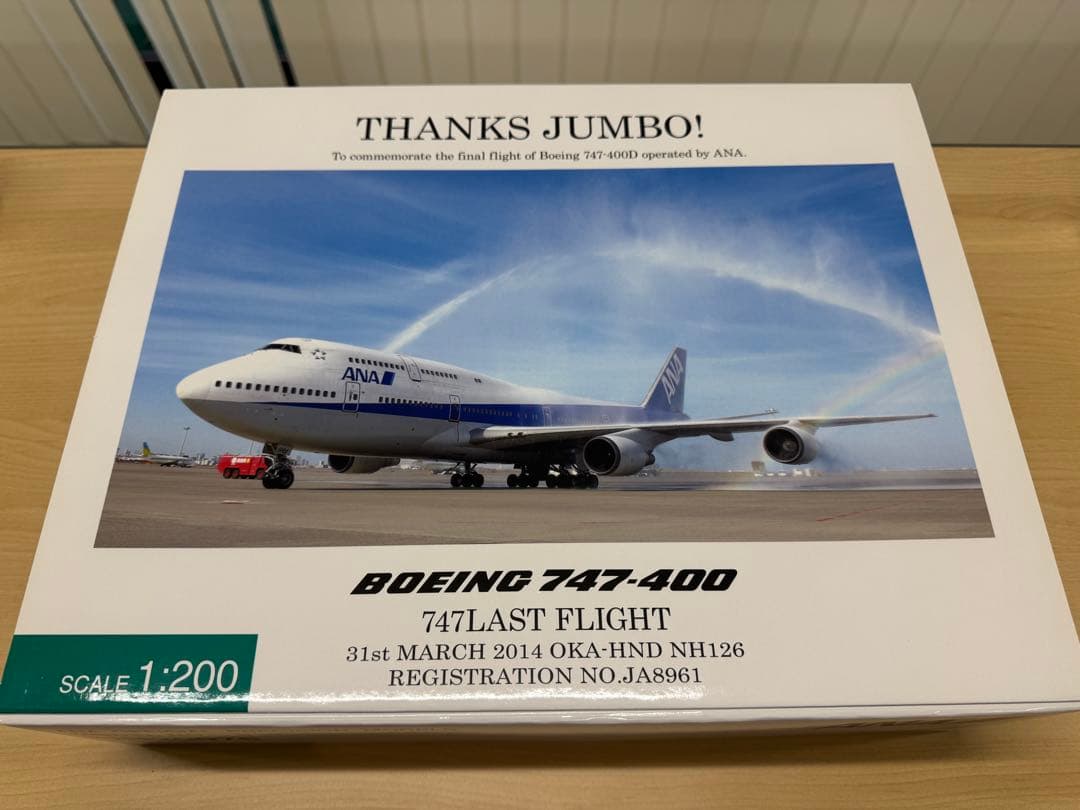 THANKS JUMBO!
To commemorate the final flight of Boeing 747-400D operated by ANA.
ANA
ANA
BOEING 747-400
747LAST FLIGHT
31st MARCH 2014 OKA-HND NH126
REGISTRATION NO.JA8961
SCALE 1:200